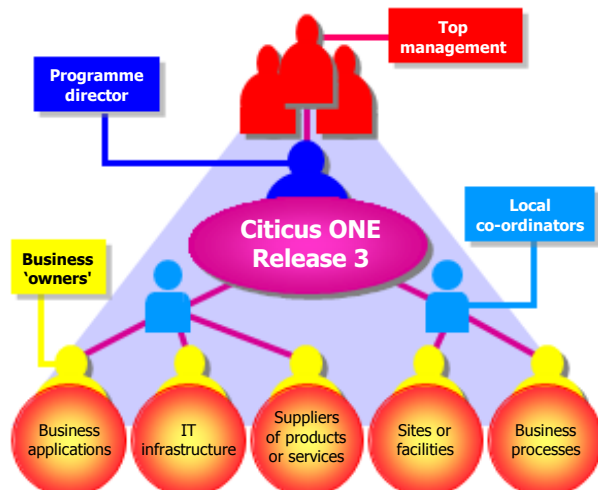 Top
management
Programme
director
Citicus ONE
Release 3
Local
co-ordinators
Business
‘owners'
Business
applications
IT
infrastructure
Suppliers
of products
or services
Sites or
facilities
Business
processes